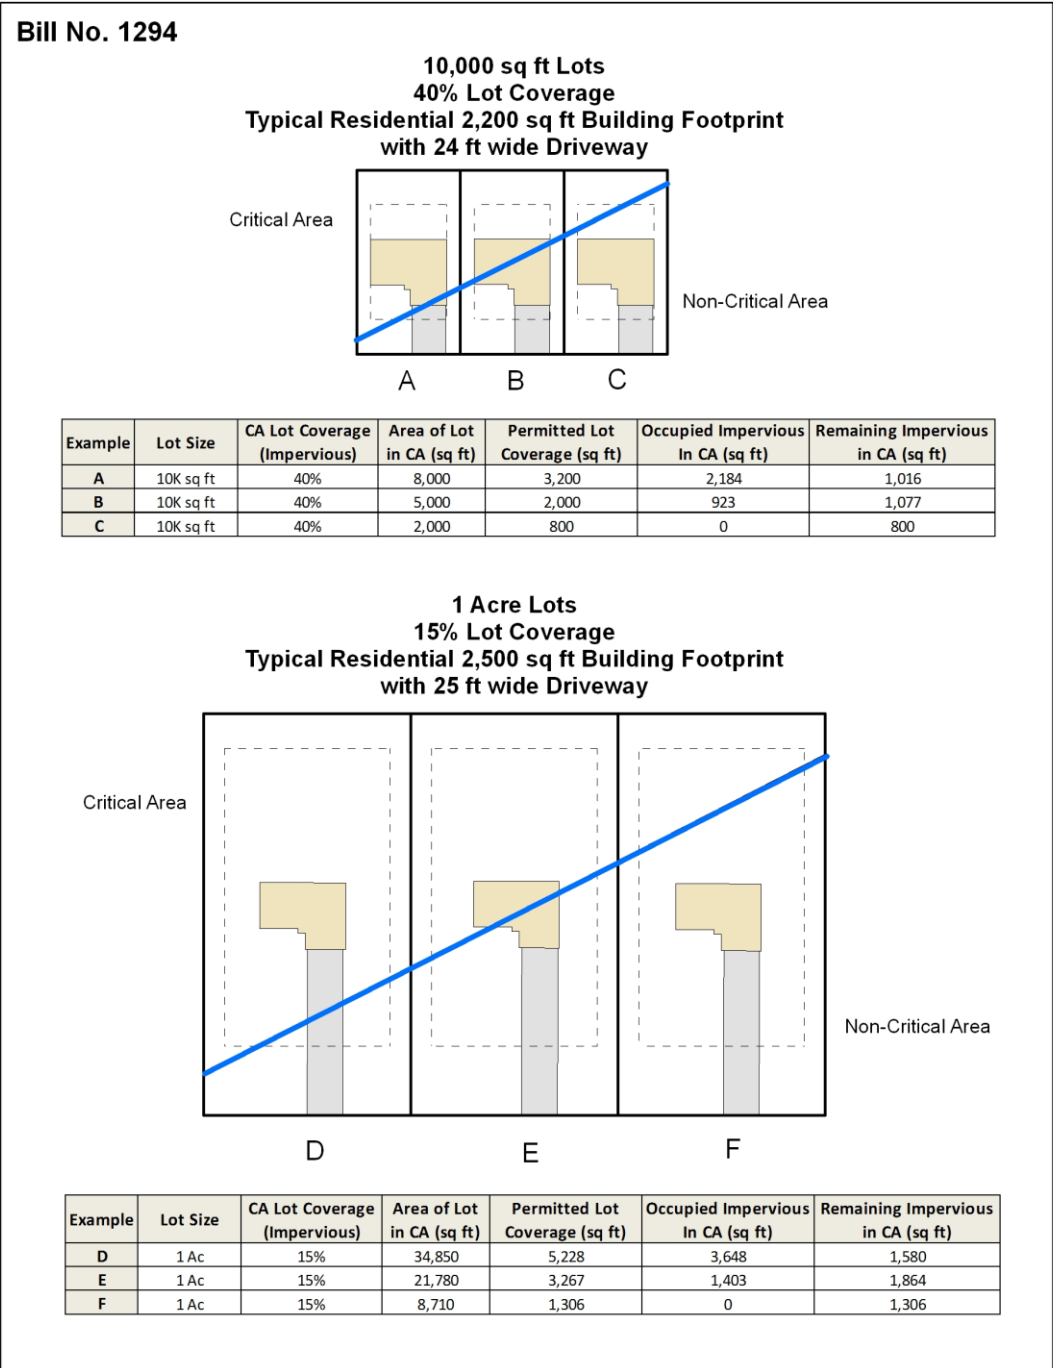 Bill No. 1294
10,000 sq ft Lots
40% Lot Coverage
Typical Residential 2,200 sq ft Building Footprint
with 24 ft wide Driveway
Critical Area
Non-Critical Area
A B C
Example Lot Size CA Lot Coverage (Impervious) Area of Lot in CA (sq ft) Permitted Lot Coverage (sq ft) Occupied Impervious In CA (sq ft) Remaining Impervious in CA (sq ft)
A 10K sq ft 40% 8,000 3,200 2,184 1,016
B 10K sq ft 40% 5,000 2,000 923 1,077
C 10K sq ft 40% 2,000 800 0 800
1 Acre Lots
15% Lot Coverage
Typical Residential 2,500 sq ft Building Footprint
with 25 ft wide Driveway
Critical Area
Non-Critical Area
D E F
Example Lot Size CA Lot Coverage (Impervious) Area of Lot in CA (sq ft) Permitted Lot Coverage (sq ft) Occupied Impervious In CA (sq ft) Remaining Impervious in CA (sq ft)
D 1 Ac 15% 34,850 5,228 3,648 1,580
E 1 Ac 15% 21,780 3,267 1,403 1,864
F 1 Ac 15% 8,710 1,306 0 1,306